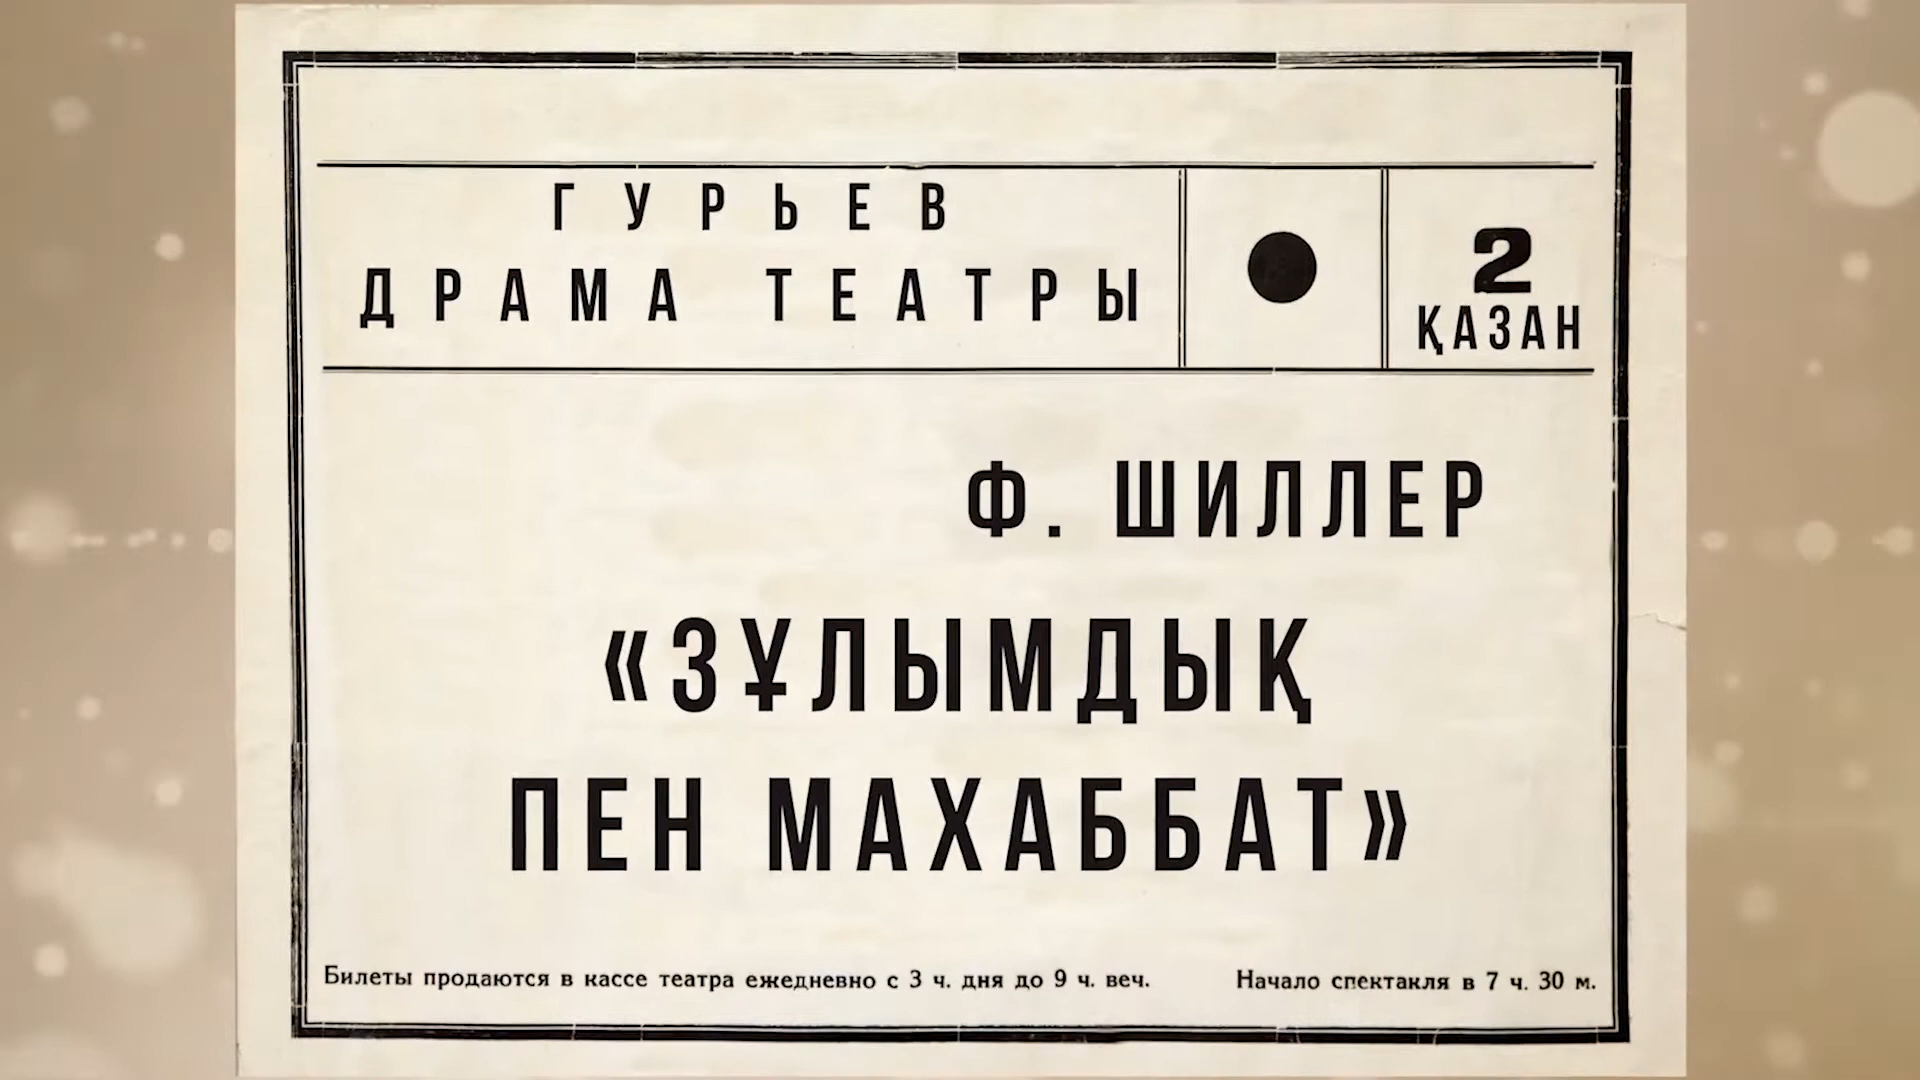 ГУРЬЕВ
ДРАМА ТЕАТРЫ
2
ҚАЗАН
Ф. ШИЛЛЕР
«ЗҰЛЫМДЫҚ
ПЕН МАХАББАТ»
Билеты продаются в кассе театра ежедневно с 3 ч. дня до 9 ч. веч. Начало спектакля в 7 ч. 30 м.